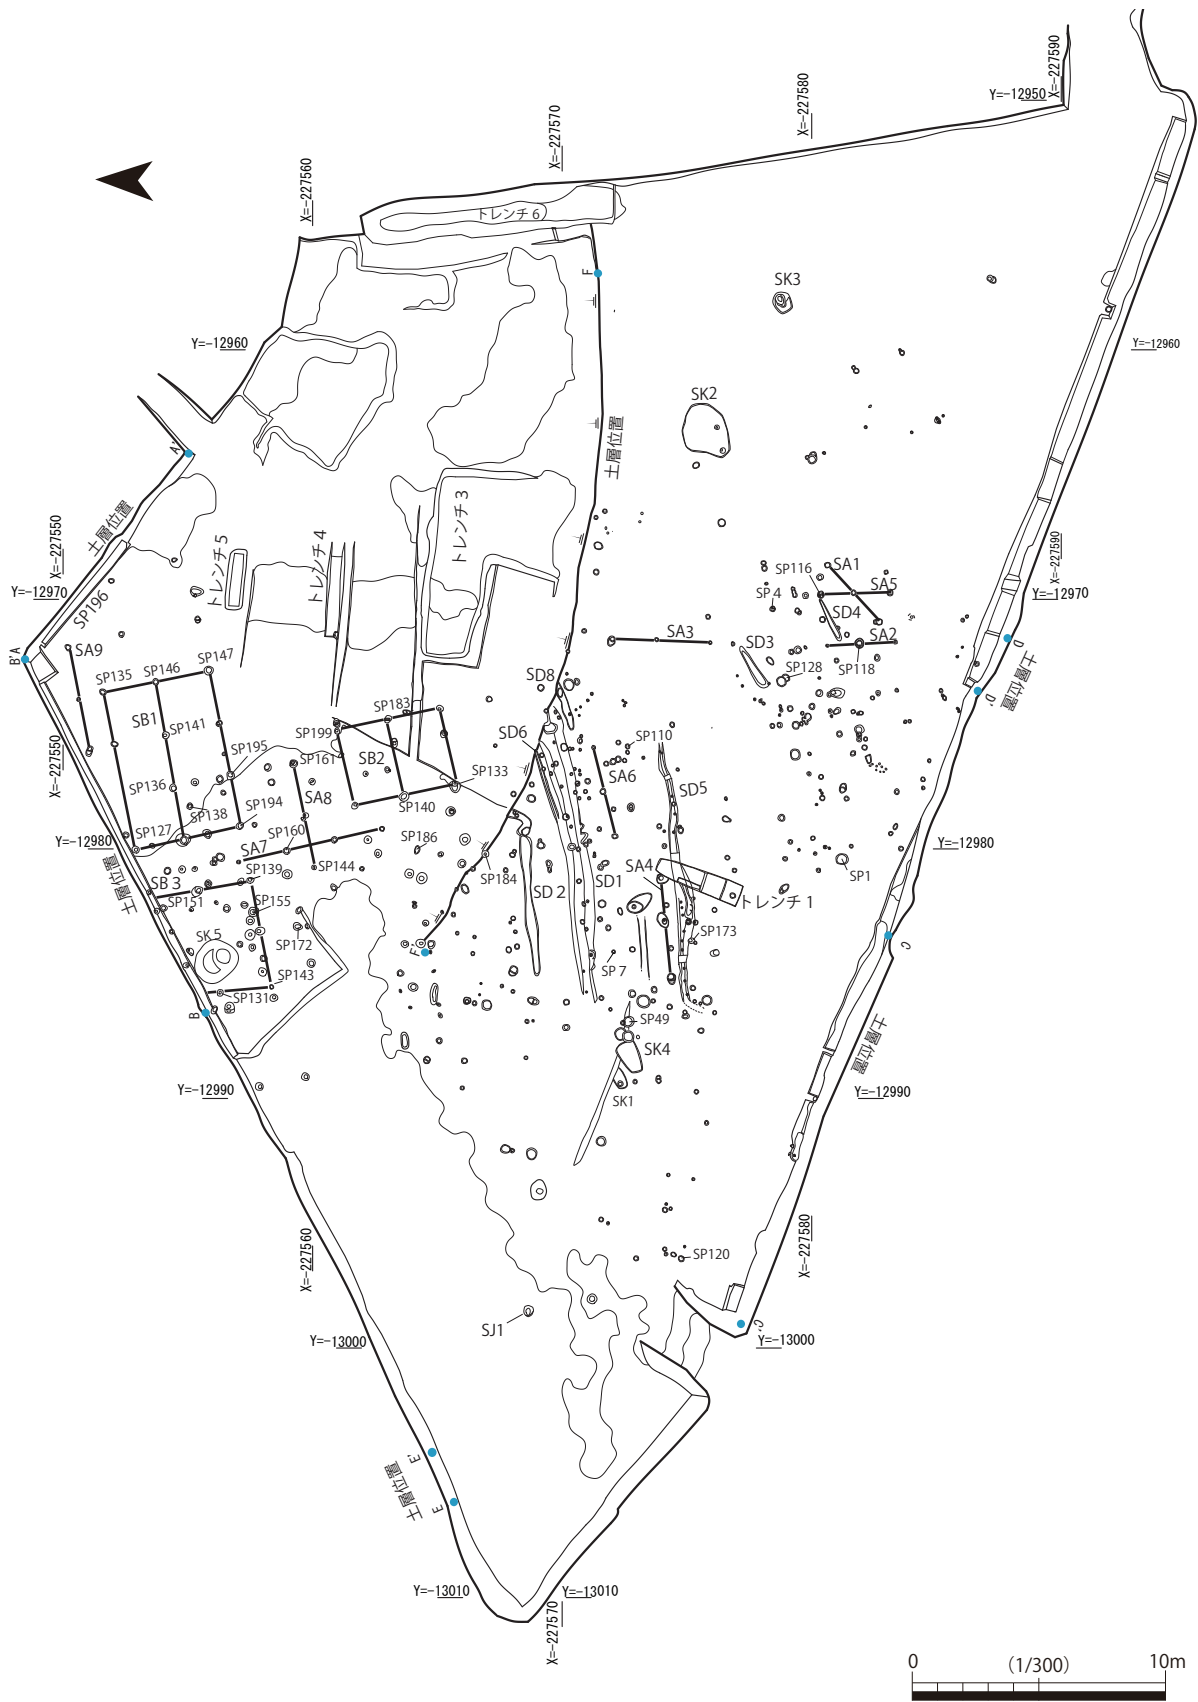 X=-227590
Y=-12950
X=-227580
X=-227570
X=-227560
トレンチ6
F
SK3
Y=-12960
Y=-12960
SK2
土層位置
A'
土層位置
X=-227550
トレンチ5
トレンチ4
トレンチ3
X=-227590
Y=-12970
SP196
SP116
SA1
SA5
SP4
SD4
Y=-12970
B'A
SA9
SA3
SA2
SD3
SP128
SP118
D
土層位置
D'
SP135
SP146
SP147
SD8
SP183
SB1
SP141
SP199
SD6
SP110
X=-227550
SP195
SP161
SB2
SP133
SA6
SD5
SP136
SP138
SA8
SP140
SP127
SP194
Y=-12980
SP160
SP186
Y=-12980
土層位置
SA7
SP144
SP184
SA4
SP1
SB3
SP139
SD2
SD1
トレンチ1
SP151
SP155
SK5
SP172
SP173
C
F'
SP7
SP143
SP131
B
SP49
SK4
土層位置
Y=-12990
Y=-12990
SK1
X=-227560
X=-227580
SP120
SJ1
Y=-13000
C'
Y=-13000
E'
土層位置
E
Y=-13010
Y=-13010
X=-227570
0
(1/300)
10m